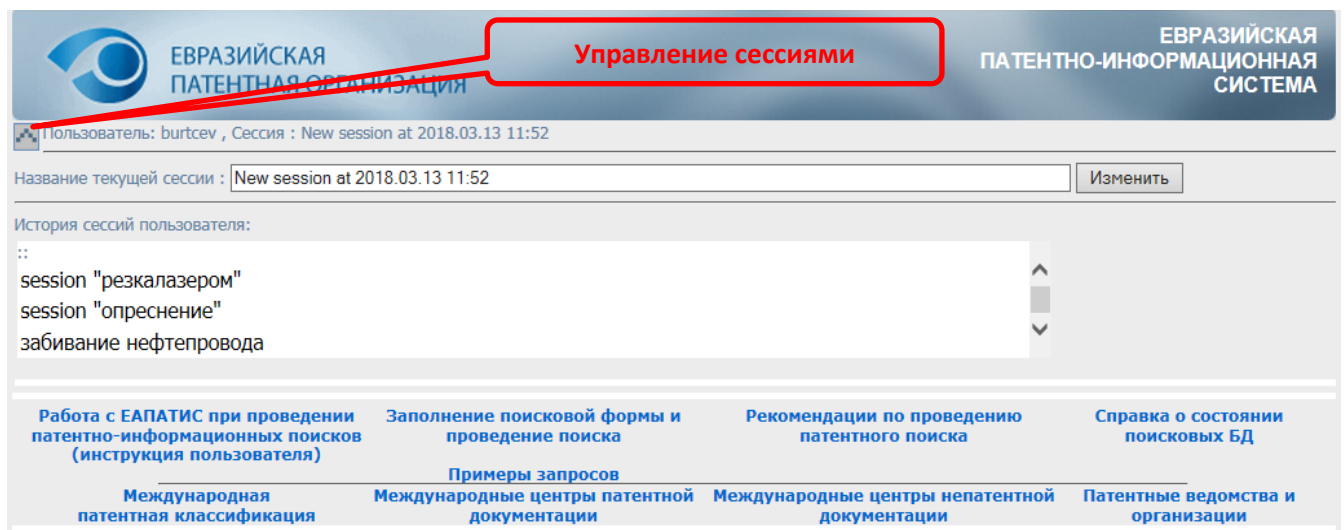 ЕВРАЗИЙСКАЯ
ПАТЕНТНАЯ ОРГАНИЗАЦИЯ
Управление сессиями
ЕВРАЗИЙСКАЯ
ПАТЕНТНО-ИНФОРМАЦИОННАЯ
СИСТЕМА
Пользователь: burtcev , Сессия : New session at 2018.03.13 11:52
Название текущей сессии : New session at 2018.03.13 11:52 Изменить
История сессий пользователя:
::
session "резкалазером"
session "опреснение"
забивание нефтепровода
Работа с ЕАПАТИС при проведении
патентно-информационных поисков
(инструкция пользователя)
Заполнение поисковой формы и
проведение поиска
Примеры запросов
Рекомендации по проведению
патентного поиска
Справка о состоянии
поисковых БД
Международная
патентная классификация
Международные центры патентной
документации
Международные центры непатентной
документации
Патентные ведомства и
организации